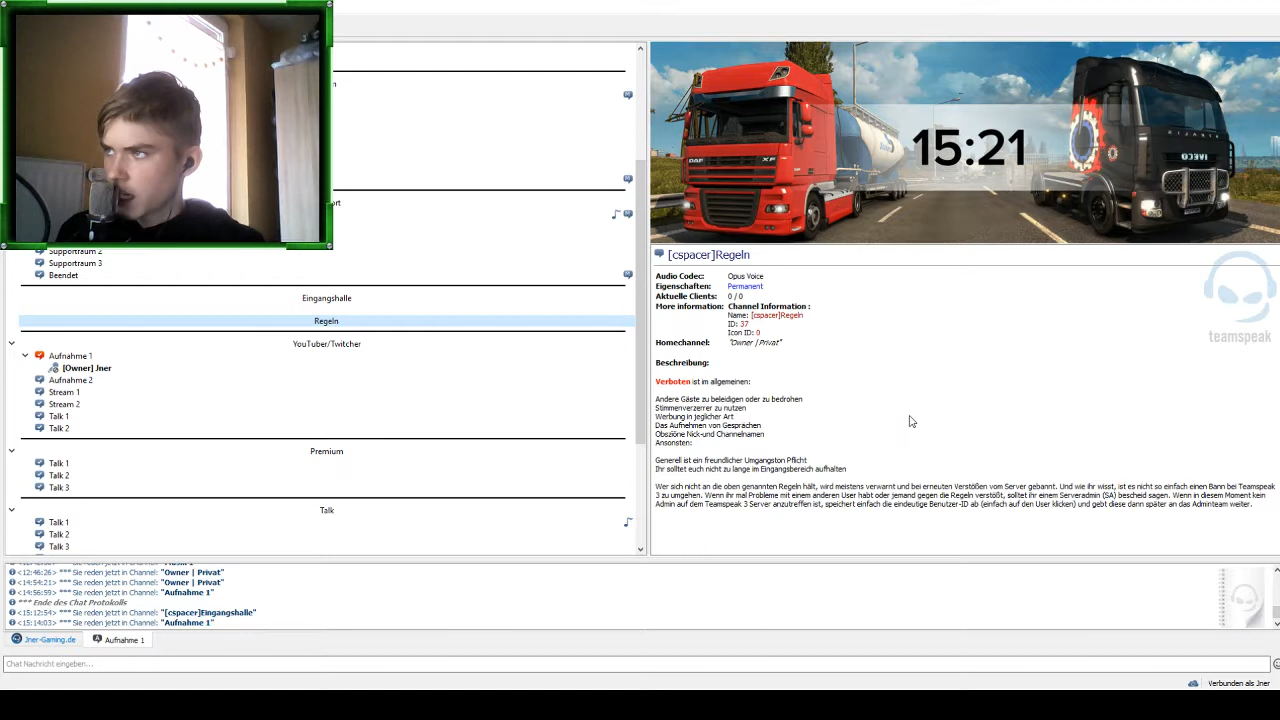 n
ort
Supportraum 2
Supportraum 3
Beendet
Eingangshalle
Regeln
YouTuber/Twitcher
Aufnahme 1
[Owner] Jner
Aufnahme 2
Stream 1
Stream 2
Talk 1
Talk 2
Premium
Talk 1
Talk 2
Talk 3
Talk
Talk 1
Talk 2
Talk 3
15:21
DAF
XF
IVECO
[cspacer]Regeln
Audio Codec: Opus Voice
Eigenschaften: Permanent
Aktuelle Clients: 0 / 0
More information: Channel Information :
Name: [cspacer]Regeln
ID: 37
Icon ID: 0
Homechannel: "Owner | Privat"
Beschreibung:
teamspeak
Verboten ist im allgemeinen:
Andere Gäste zu beleidigen oder zu bedrohen
Stimmenverzerrer zu nutzen
Werbung in jeglicher Art
Das Aufnehmen von Gesprächen
Obszöne Nick-und Channelnamen
Ansonsten:
Generell ist ein freundlicher Umgangston Pflicht
Ihr solltet euch nicht zu lange im Eingangsbereich aufhalten
Wer sich nicht an die oben genannten Regeln hält, wird meistens verwarnt und bei erneuten Verstößen vom Server gebannt. Und wie ihr wisst, ist es nicht so einfach einen Bann bei Teamspeak
3 zu umgehen. Wenn ihr mal Probleme mit einem anderen User habt oder jemand gegen die Regeln verstößt, solltet ihr einem Serveradmin (SA) bescheid sagen. Wenn in diesem Moment kein
Admin auf dem Teamspeak 3 Server anzutreffen ist, speichert einfach die eindeutige Benutzer-ID ab (einfach auf den User klicken) und gebt diese dann später an das Adminteam weiter.
<12:46:26> *** Sie reden jetzt in Channel: "Owner | Privat"
<14:54:21> *** Sie reden jetzt in Channel: "Owner | Privat"
<14:56:59> *** Sie reden jetzt in Channel: "Aufnahme 1"
*** Ende des Chat Protokolls
<15:12:54> *** Sie reden jetzt in Channel: "[cspacer]Eingangshalle"
<15:14:03> *** Sie reden jetzt in Channel: "Aufnahme 1"
Jner-Gaming.de
Aufnahme 1
Chat Nachricht eingeben...
Verbunden als Jner